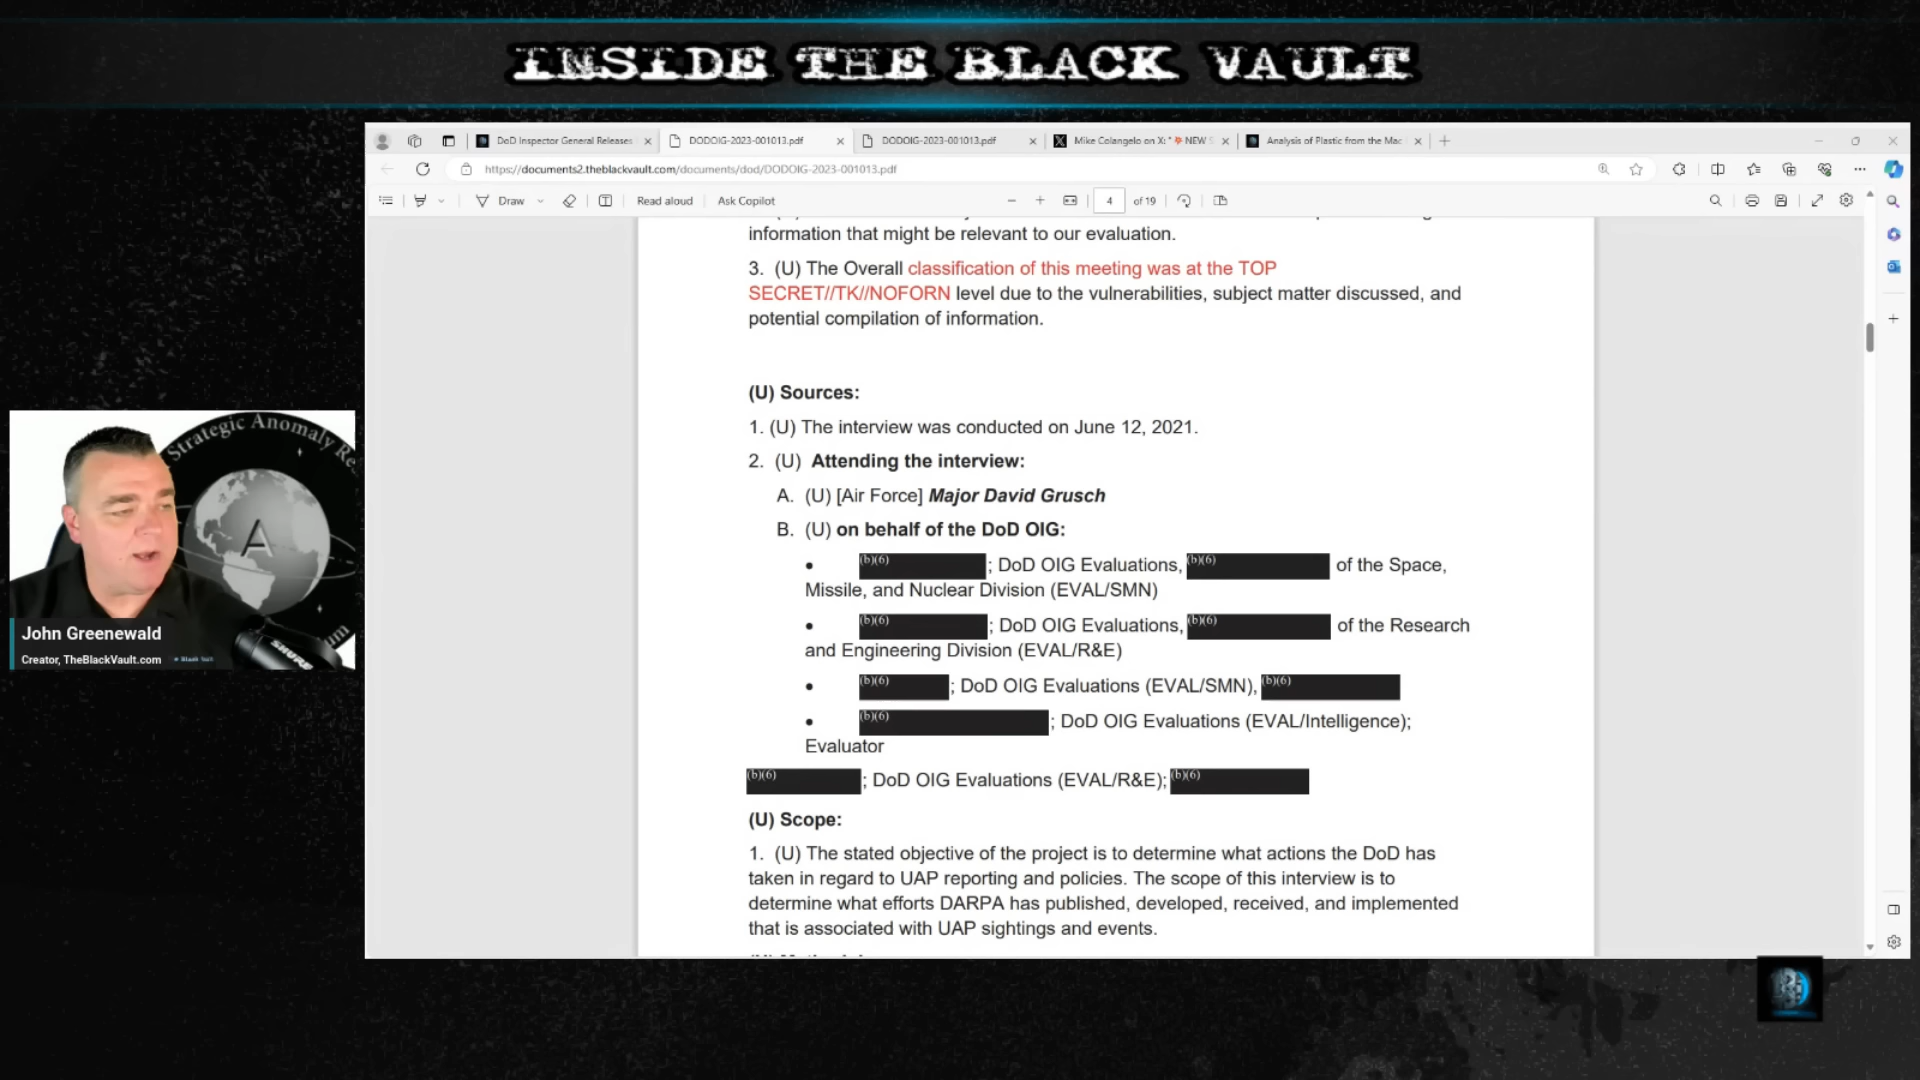 INSIDE THE BLACK VAULT
DoD Inspector General Releases
DODOIG-2023-001013.pdf
DODOIG-2023-001013.pdf
Mike Colangelo on X: " NEW S
Analysis of Plastic from the Mac
https://documents2.theblackvault.com/documents/dod/DODOIG-2023-001013.pdf
Draw
Read aloud
Ask Copilot
4 of 19
information that might be relevant to our evaluation.
3. (U) The Overall classification of this meeting was at the TOP
SECRET//TK//NOFORN level due to the vulnerabilities, subject matter discussed, and
potential compilation of information.
(U) Sources:
1. (U) The interview was conducted on June 12, 2021.
2. (U) Attending the interview:
A. (U) [Air Force] Major David Grusch
B. (U) on behalf of the DoD OIG:
• (b)(6) ; DoD OIG Evaluations, (b)(6) of the Space,
Missile, and Nuclear Division (EVAL/SMN)
• (b)(6) ; DoD OIG Evaluations, (b)(6) of the Research
and Engineering Division (EVAL/R&E)
• (b)(6) ; DoD OIG Evaluations (EVAL/SMN), (b)(6)
• (b)(6) ; DoD OIG Evaluations (EVAL/Intelligence);
Evaluator
(b)(6) ; DoD OIG Evaluations (EVAL/R&E); (b)(6)
(U) Scope:
1. (U) The stated objective of the project is to determine what actions the DoD has
taken in regard to UAP reporting and policies. The scope of this interview is to
determine what efforts DARPA has published, developed, received, and implemented
that is associated with UAP sightings and events.
Strategic Anomaly Re
A
um
SHURE
John Greenewald
Creator, TheBlackVault.com